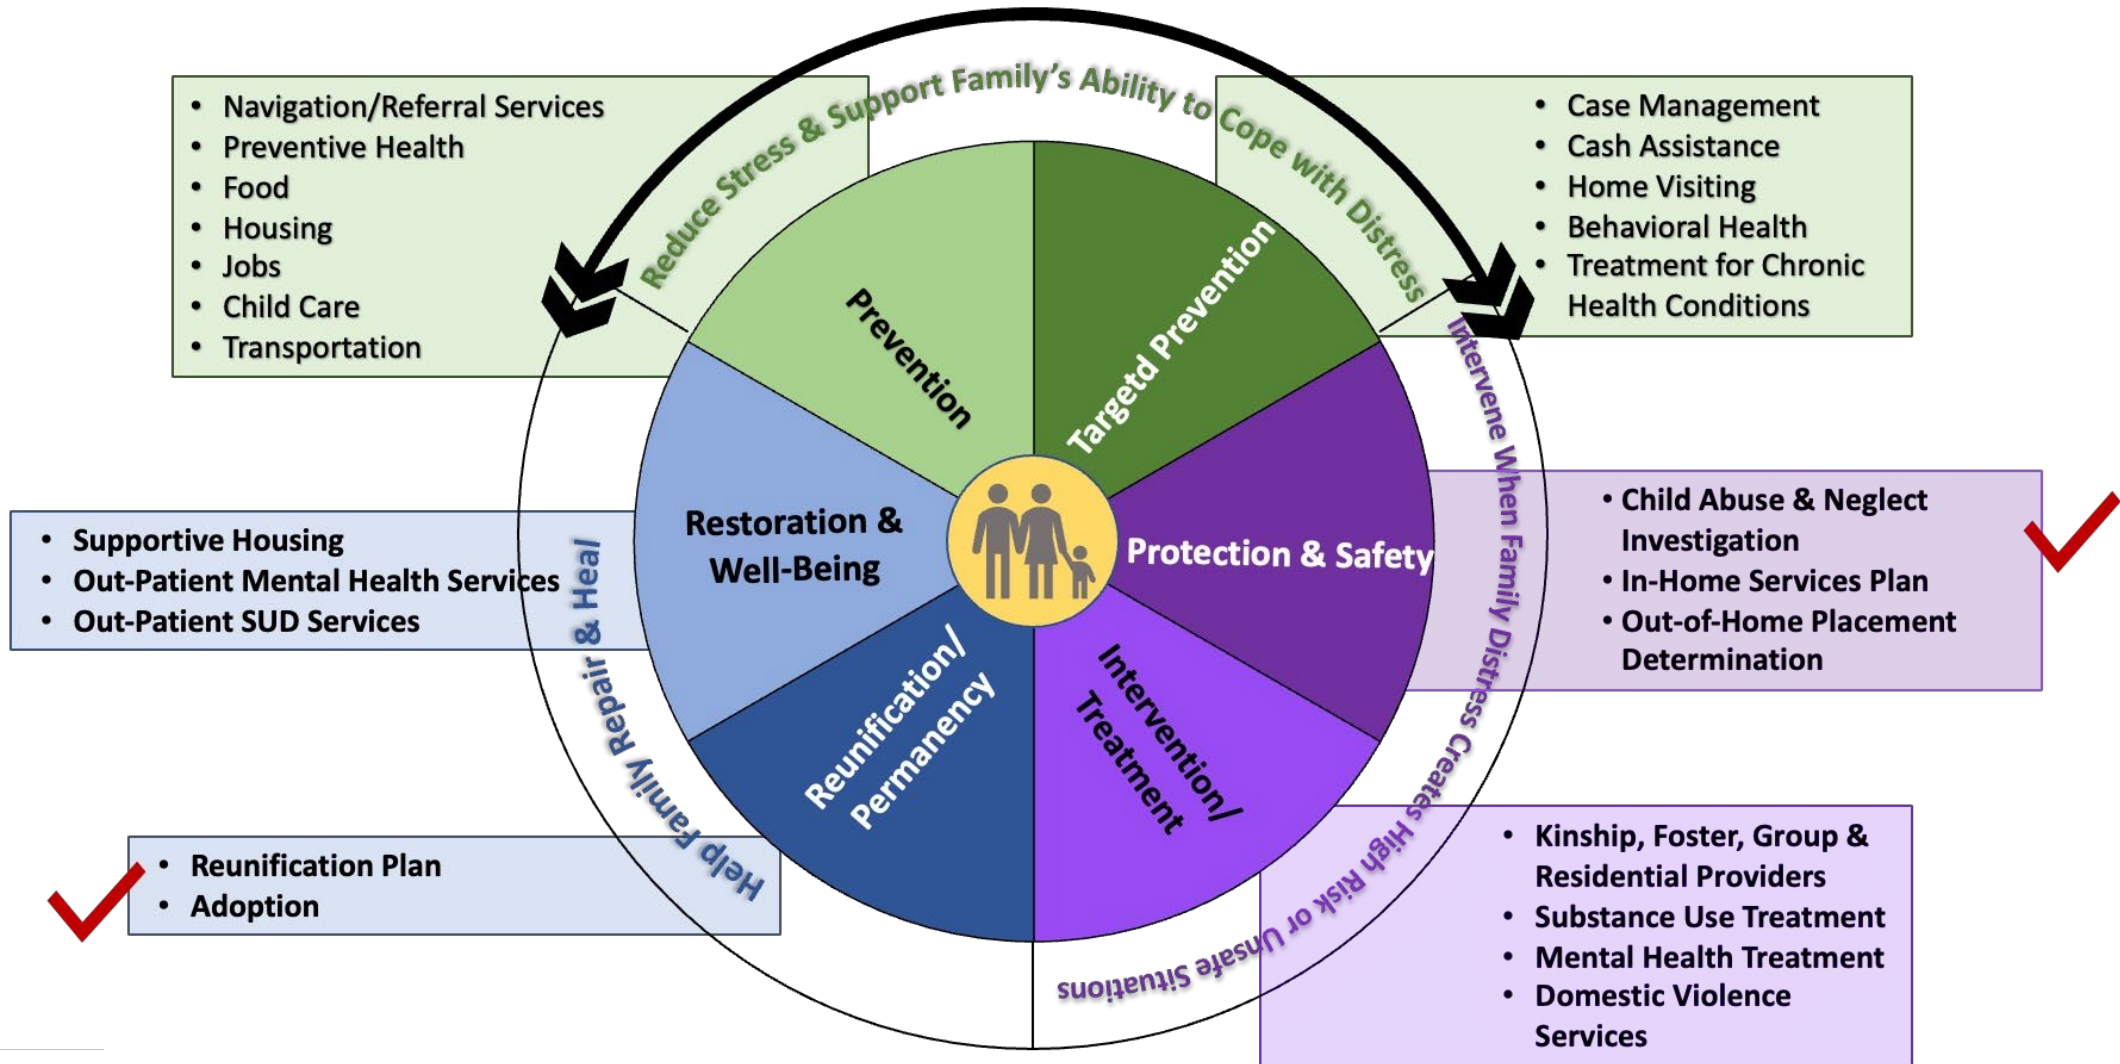 Reduce Stress & Support Family's Ability to Cope with Distress
• Navigation/Referral Services
• Preventive Health
• Food
• Housing
• Jobs
• Child Care
• Transportation
• Case Management
• Cash Assistance
• Home Visiting
• Behavioral Health
• Treatment for Chronic
Health Conditions
Prevention
Targetd Prevention
Intervene When Family Distress Creates High Risk or Unsafe Situations
Protection & Safety
• Child Abuse & Neglect
Investigation
• In-Home Services Plan
• Out-of-Home Placement
Determination
Intervention/
Treatment
• Kinship, Foster, Group &
Residential Providers
• Substance Use Treatment
• Mental Health Treatment
• Domestic Violence
Services
Help Family Repair & Heal
Reunification/
Permanency
• Reunification Plan
• Adoption
Restoration &
Well-Being
• Supportive Housing
• Out-Patient Mental Health Services
• Out-Patient SUD Services